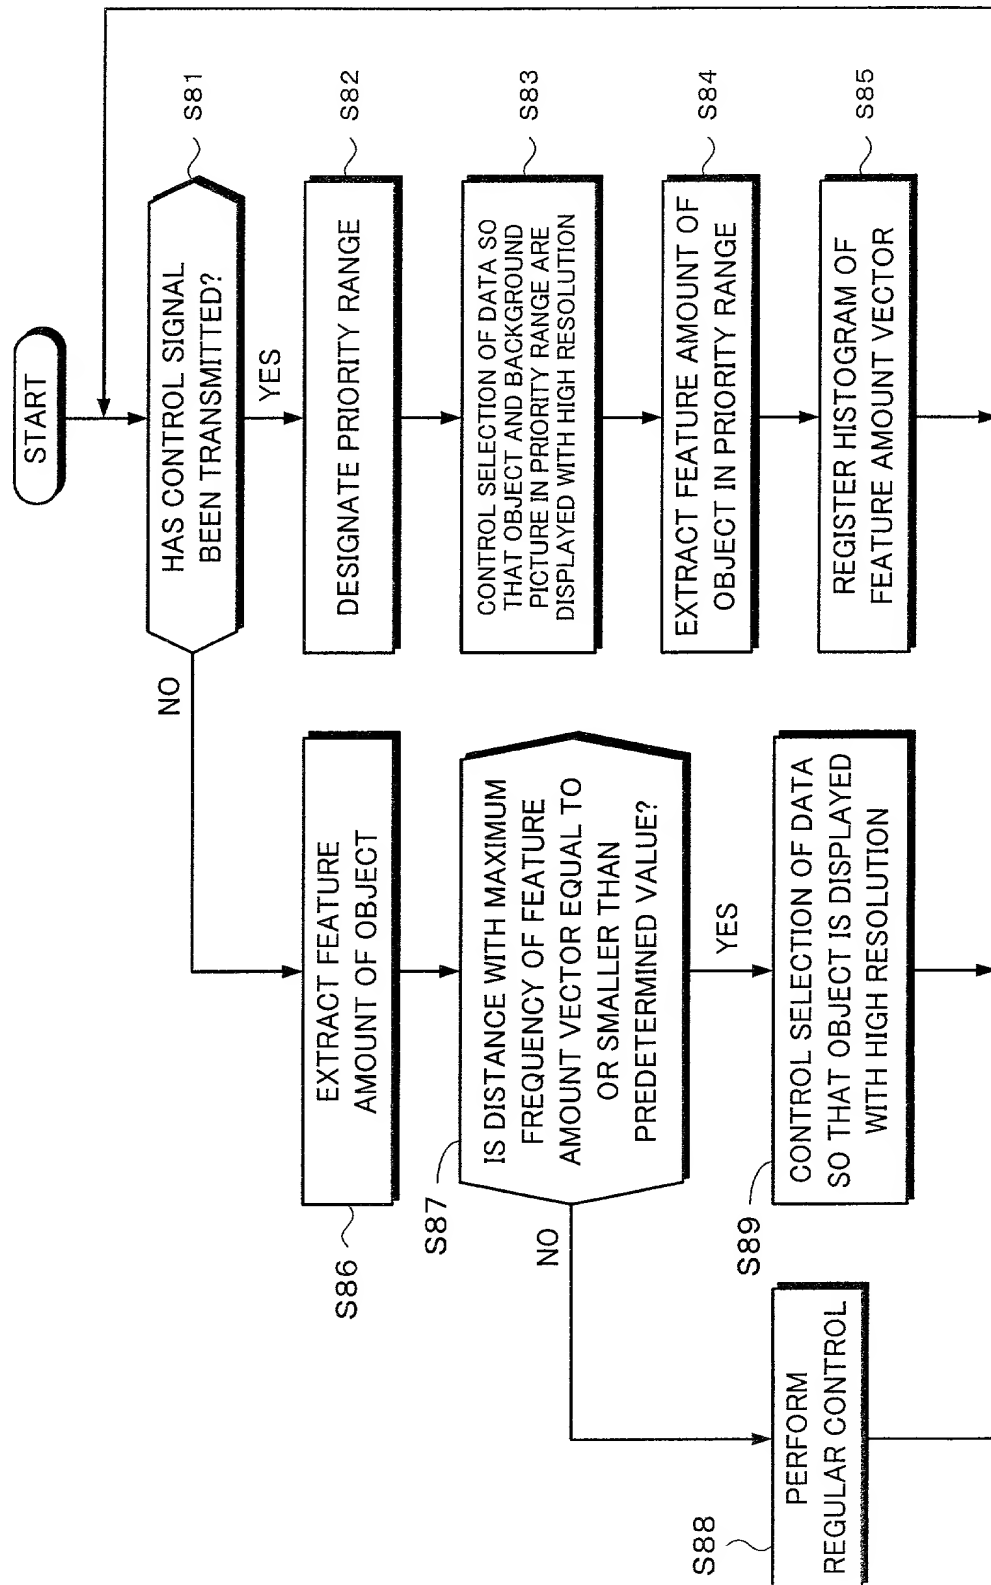 START
HAS CONTROL SIGNAL
BEEN TRANSMITTED?
S81
YES
NO
DESIGNATE PRIORITY RANGE
S82
CONTROL SELECTION OF DATA SO
THAT OBJECT AND BACKGROUND
PICTURE IN PRIORITY RANGE ARE
DISPLAYED WITH HIGH RESOLUTION
S83
EXTRACT FEATURE AMOUNT OF
OBJECT IN PRIORITY RANGE
S84
REGISTER HISTOGRAM OF
FEATURE AMOUNT VECTOR
S85
EXTRACT FEATURE
AMOUNT OF OBJECT
S86
IS DISTANCE WITH MAXIMUM
FREQUENCY OF FEATURE
AMOUNT VECTOR EQUAL TO
OR SMALLER THAN
PREDETERMINED VALUE?
S87
YES
NO
CONTROL SELECTION OF DATA
SO THAT OBJECT IS DISPLAYED
WITH HIGH RESOLUTION
S89
PERFORM
REGULAR CONTROL
S88